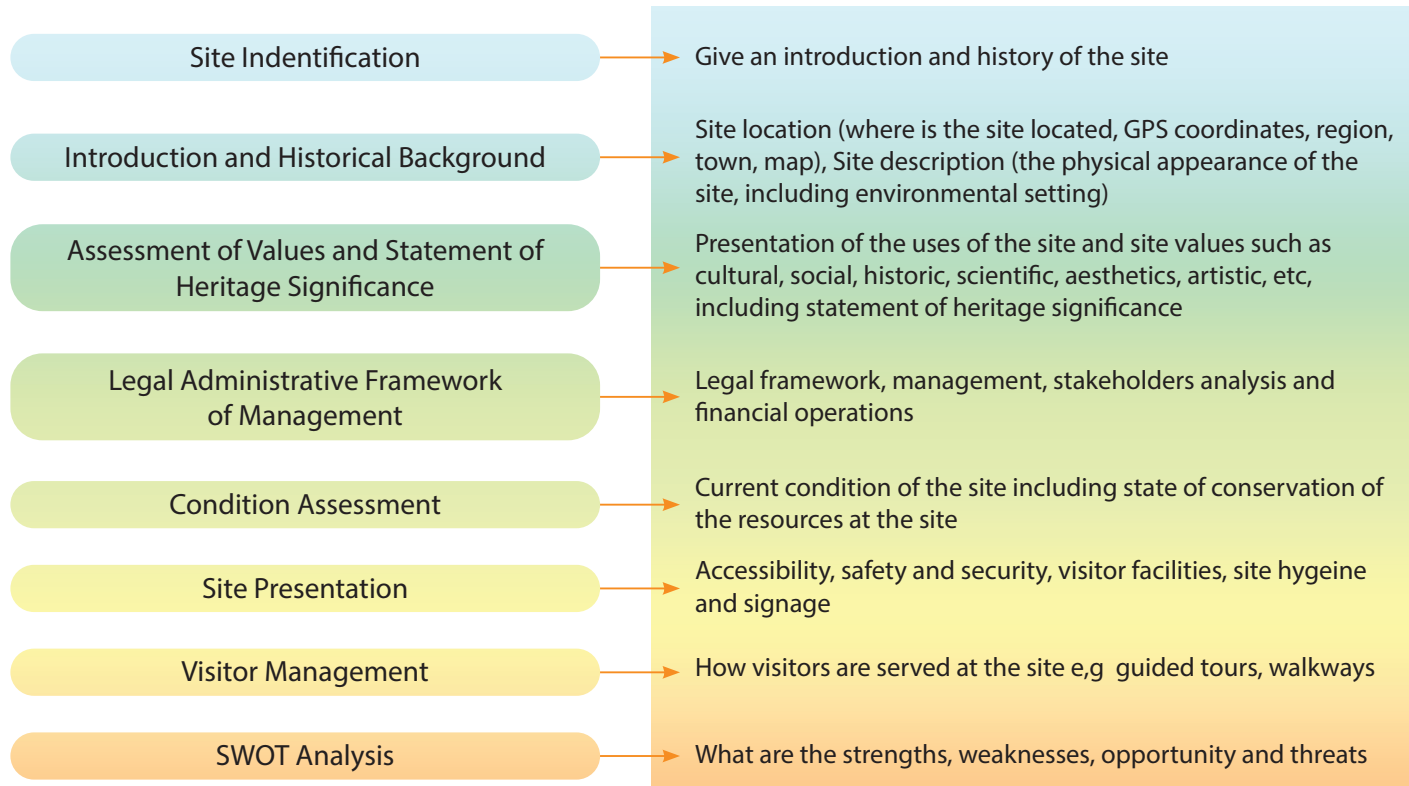 Site Indentification
Give an introduction and history of the site
Introduction and Historical Background
Site location (where is the site located, GPS coordinates, region,
town, map), Site description (the physical appearance of the
site, including environmental setting)
Assessment of Values and Statement of
Heritage Significance
Presentation of the uses of the site and site values such as
cultural, social, historic, scientific, aesthetics, artistic, etc,
including statement of heritage significance
Legal Administrative Framework
of Management
Legal framework, management, stakeholders analysis and
financial operations
Condition Assessment
Current condition of the site including state of conservation of
the resources at the site
Site Presentation
Accessibility, safety and security, visitor facilities, site hygeine
and signage
Visitor Management
How visitors are served at the site e,g  guided tours, walkways
SWOT Analysis
What are the strengths, weaknesses, opportunity and threats